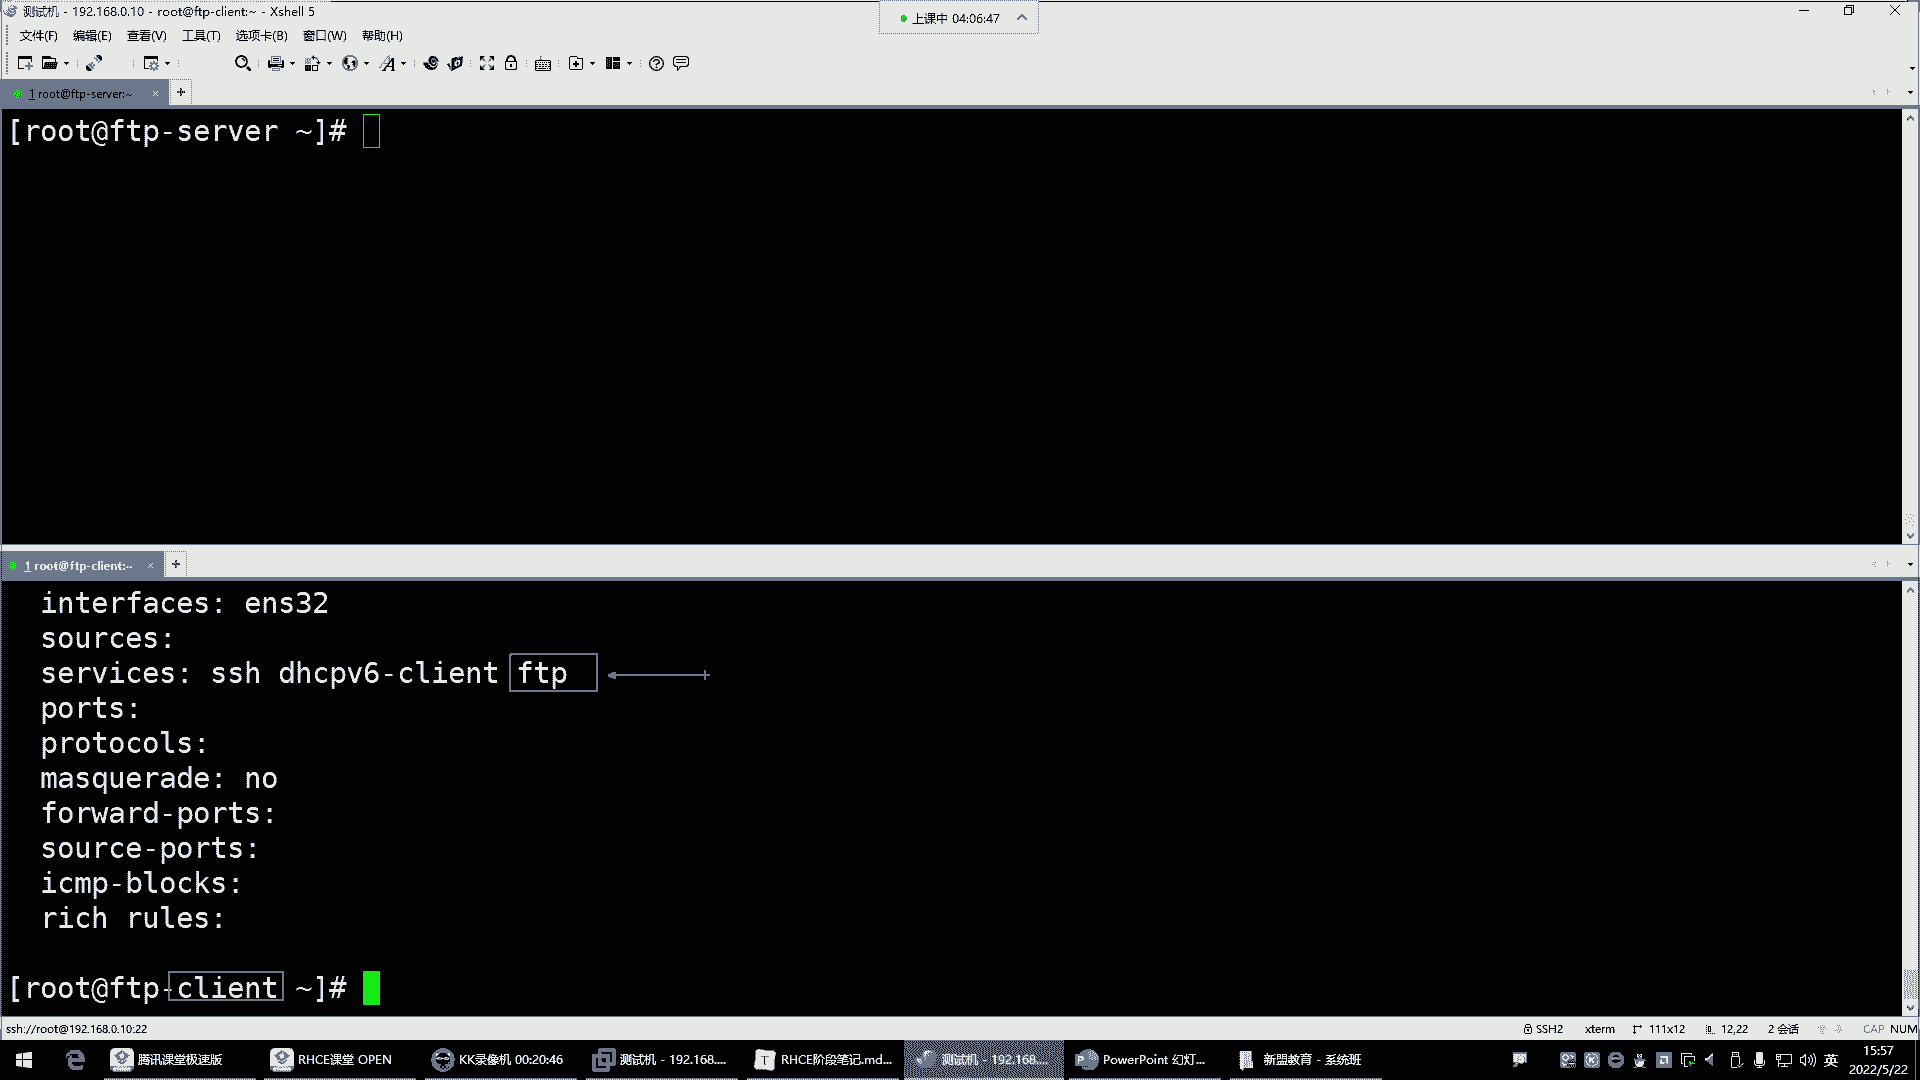 测试机 - 192.168.0.10 - root@ftp-client:~ - Xshell 5
上课中 04:06:47
文件(F) 编辑(E) 查看(V) 工具(T) 选项卡(B) 窗口(W) 帮助(H)
1 root@ftp-server:~
[root@ftp-server ~]#
1 root@ftp-client:~
interfaces: ens32
sources:
services: ssh dhcpv6-client ftp
ports:
protocols:
masquerade: no
forward-ports:
source-ports:
icmp-blocks:
rich rules:
[root@ftp-client ~]#
ssh://root@192.168.0.10:22
SSH2 xterm 111x12 12,22 2 会话 CAP NUM
腾讯课堂极速版 RHCE课堂 OPEN KK录像机 00:20:46 测试机 - 192.168.... RHCE阶段笔记.md... 测试机 - 192.168.... PowerPoint 幻灯... 新盟教育 - 系统班 英 15:57
2022/5/22